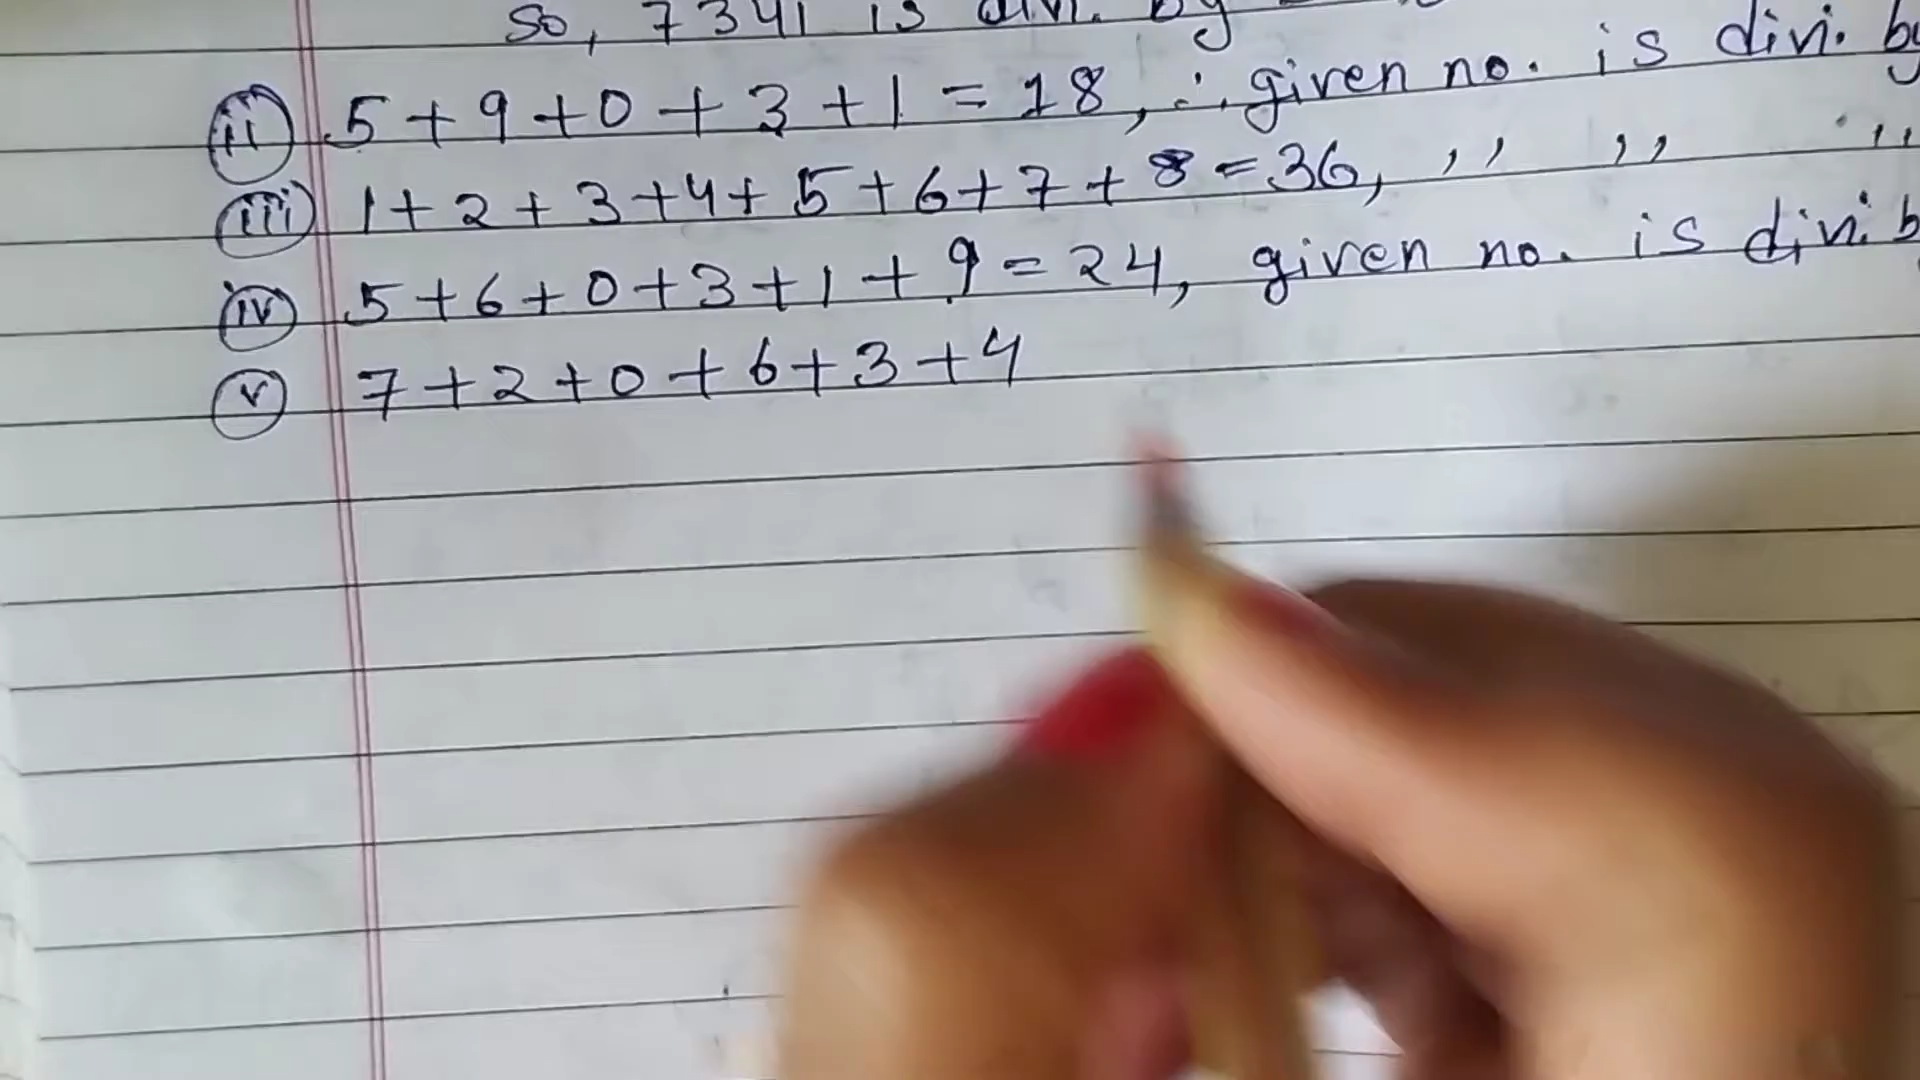 So, 7341 is divi. by
(ii) 5+9+0+3+1=18, ∴ given no. is divi. by
(iii) 1+2+3+4+5+6+7+8=36, ,, ,, ,,
(iv) 5+6+0+3+1+9=24, given no. is divi. b
(v) 7+2+0+6+3+4